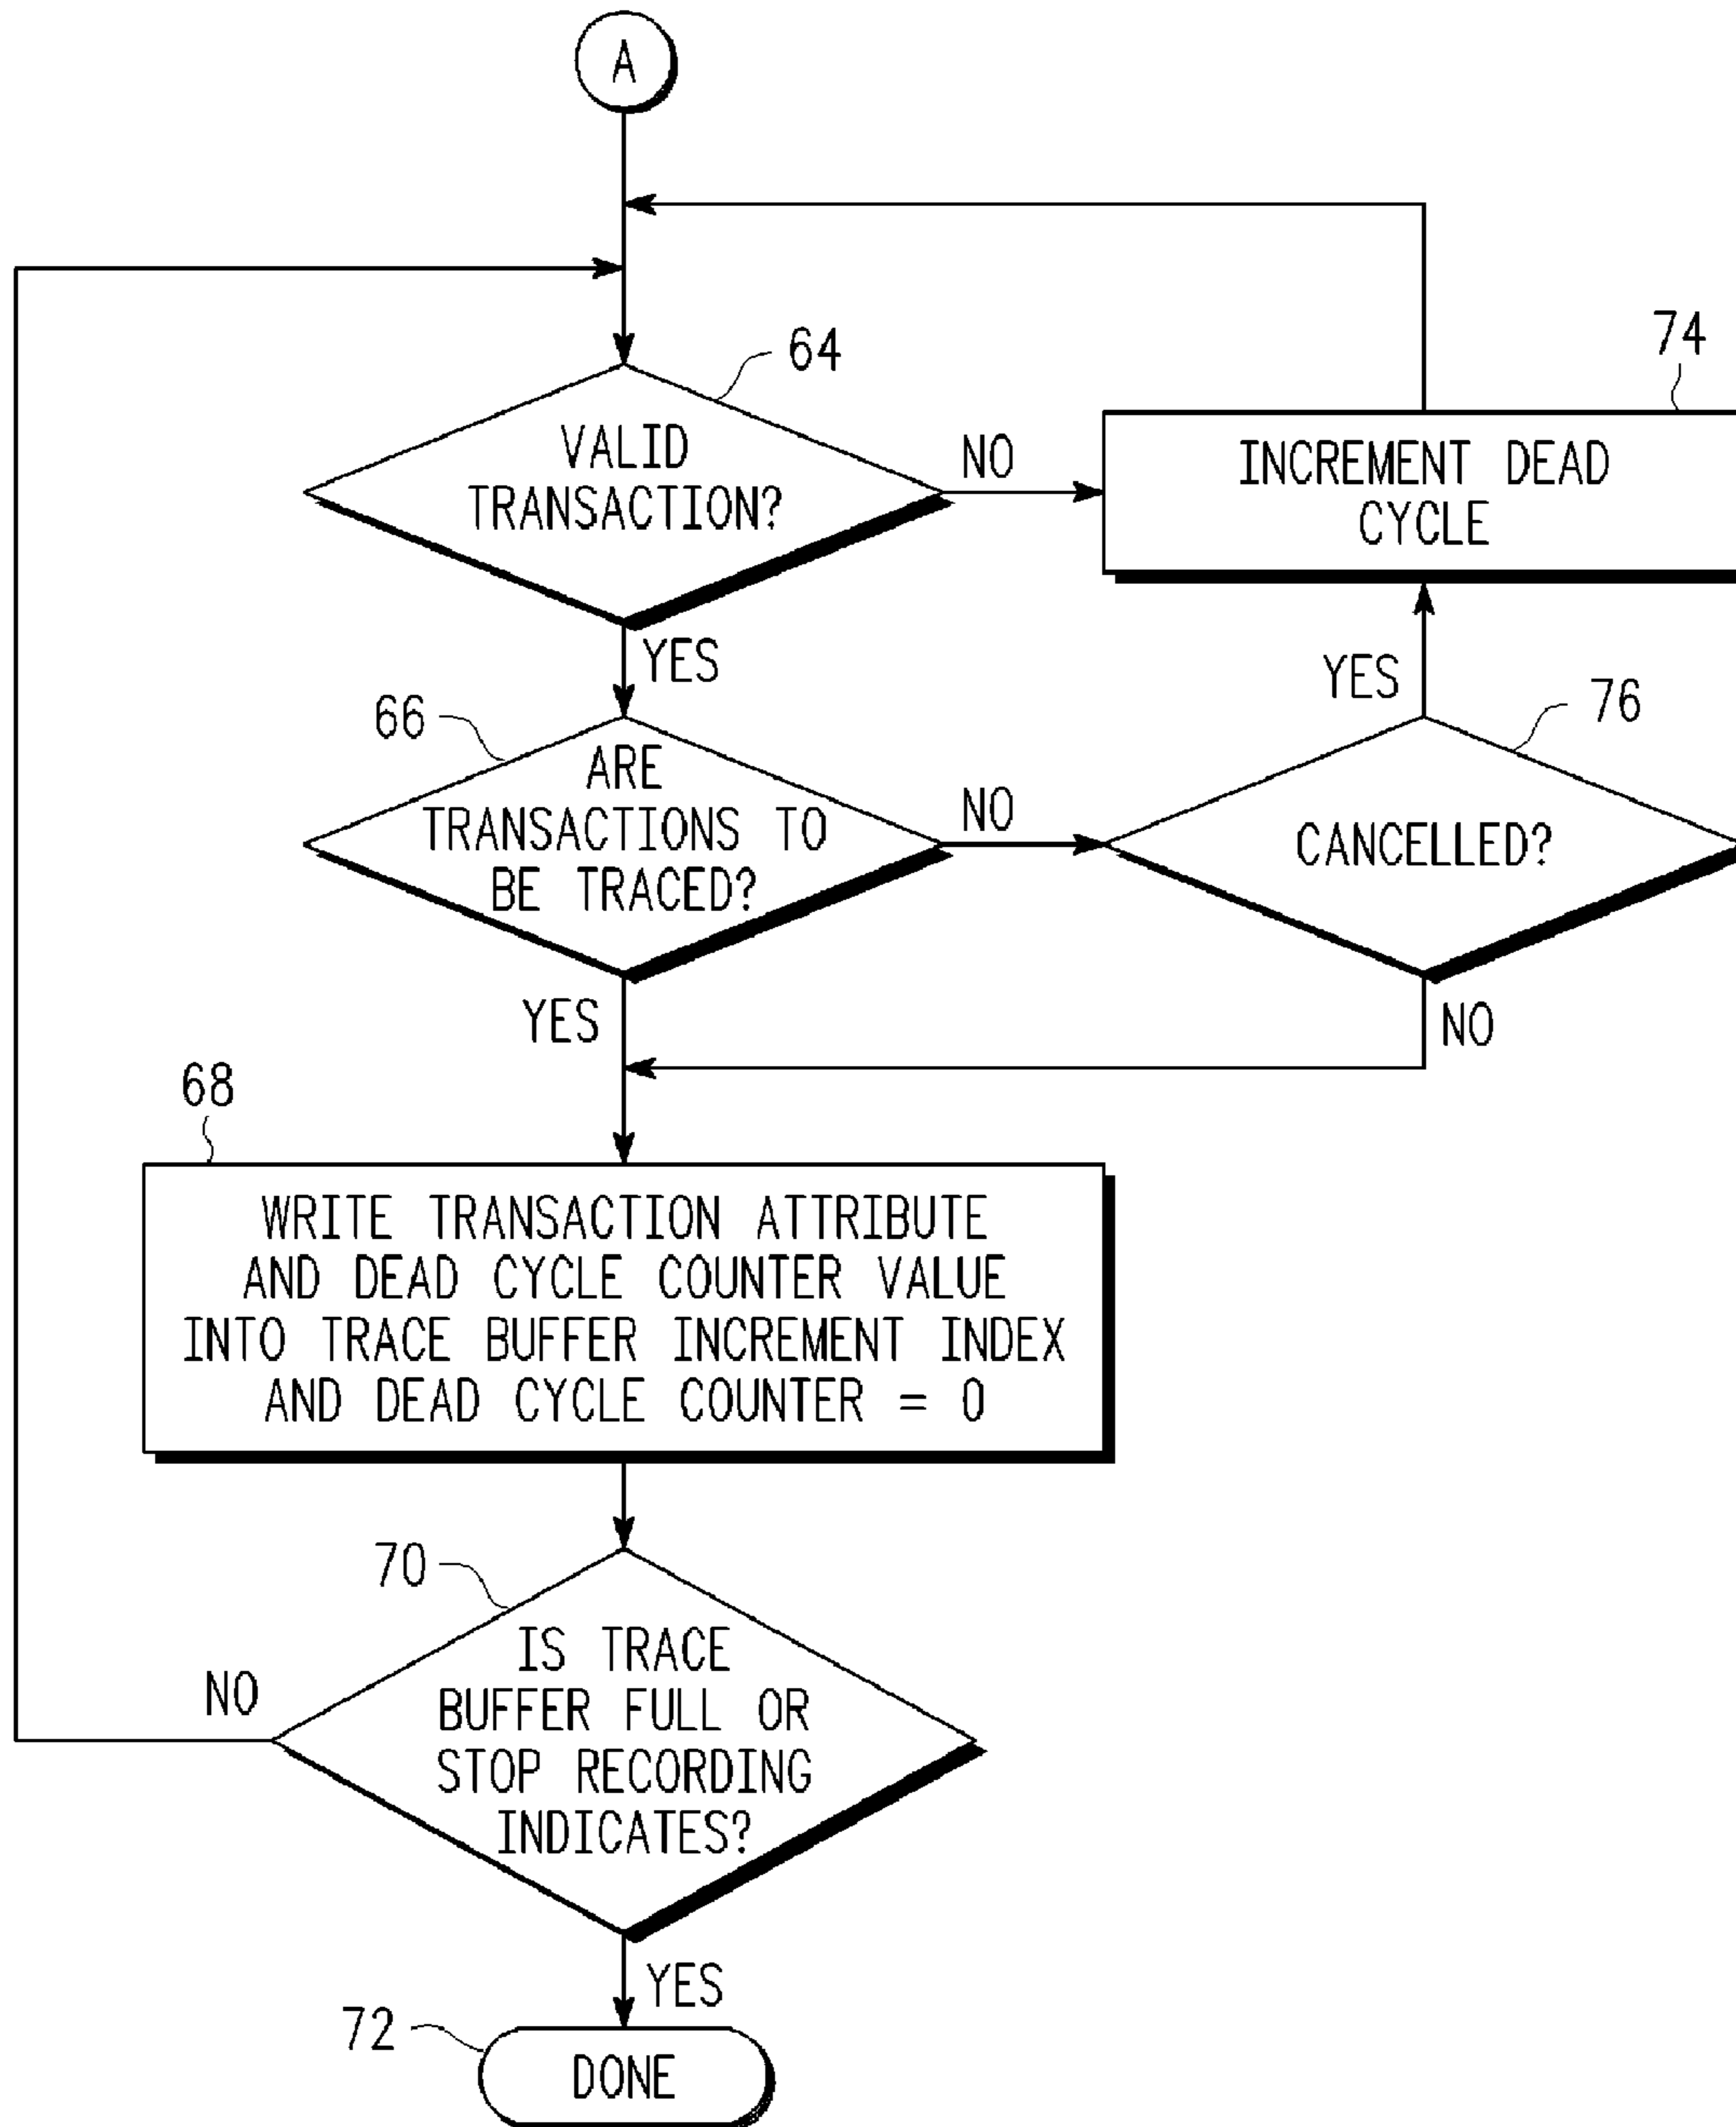 A
64
VALID
TRANSACTION?
NO
74
INCREMENT DEAD
CYCLE
YES
66
ARE
TRANSACTIONS TO
BE TRACED?
NO
YES
76
CANCELLED?
YES
NO
68
WRITE TRANSACTION ATTRIBUTE
AND DEAD CYCLE COUNTER VALUE
INTO TRACE BUFFER INCREMENT INDEX
AND DEAD CYCLE COUNTER = 0
70
IS TRACE
BUFFER FULL OR
STOP RECORDING
INDICATES?
NO
YES
72
DONE